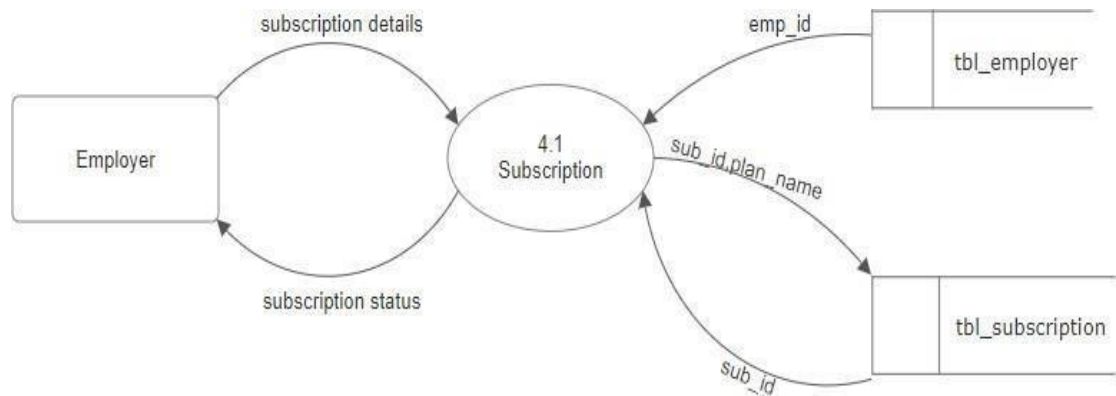 subscription details
emp_id
tbl_employer
Employer
4.1
Subscription
sub_id,plan_name
subscription status
tbl_subscription
sub_id